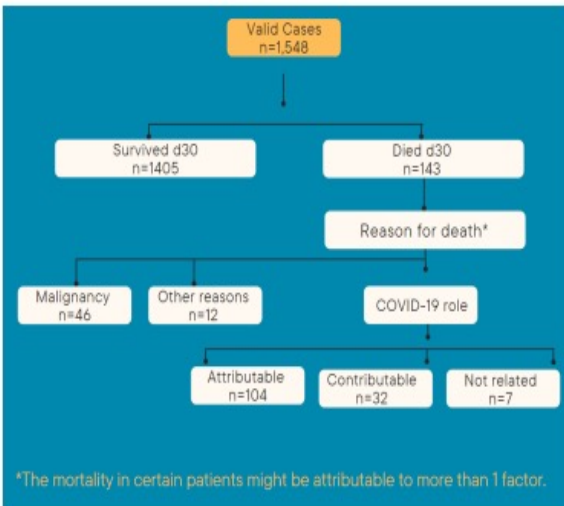 Valid Cases
n=1,548
Survived d30
n=1405
Died d30
n=143
Reason for death*
Malignancy
n=46
Other reasons
n=12
COVID-19 role
Attributable
n=104
Contributable
n=32
Not related
n=7
*The mortality in certain patients might be attributable to more than 1 factor.